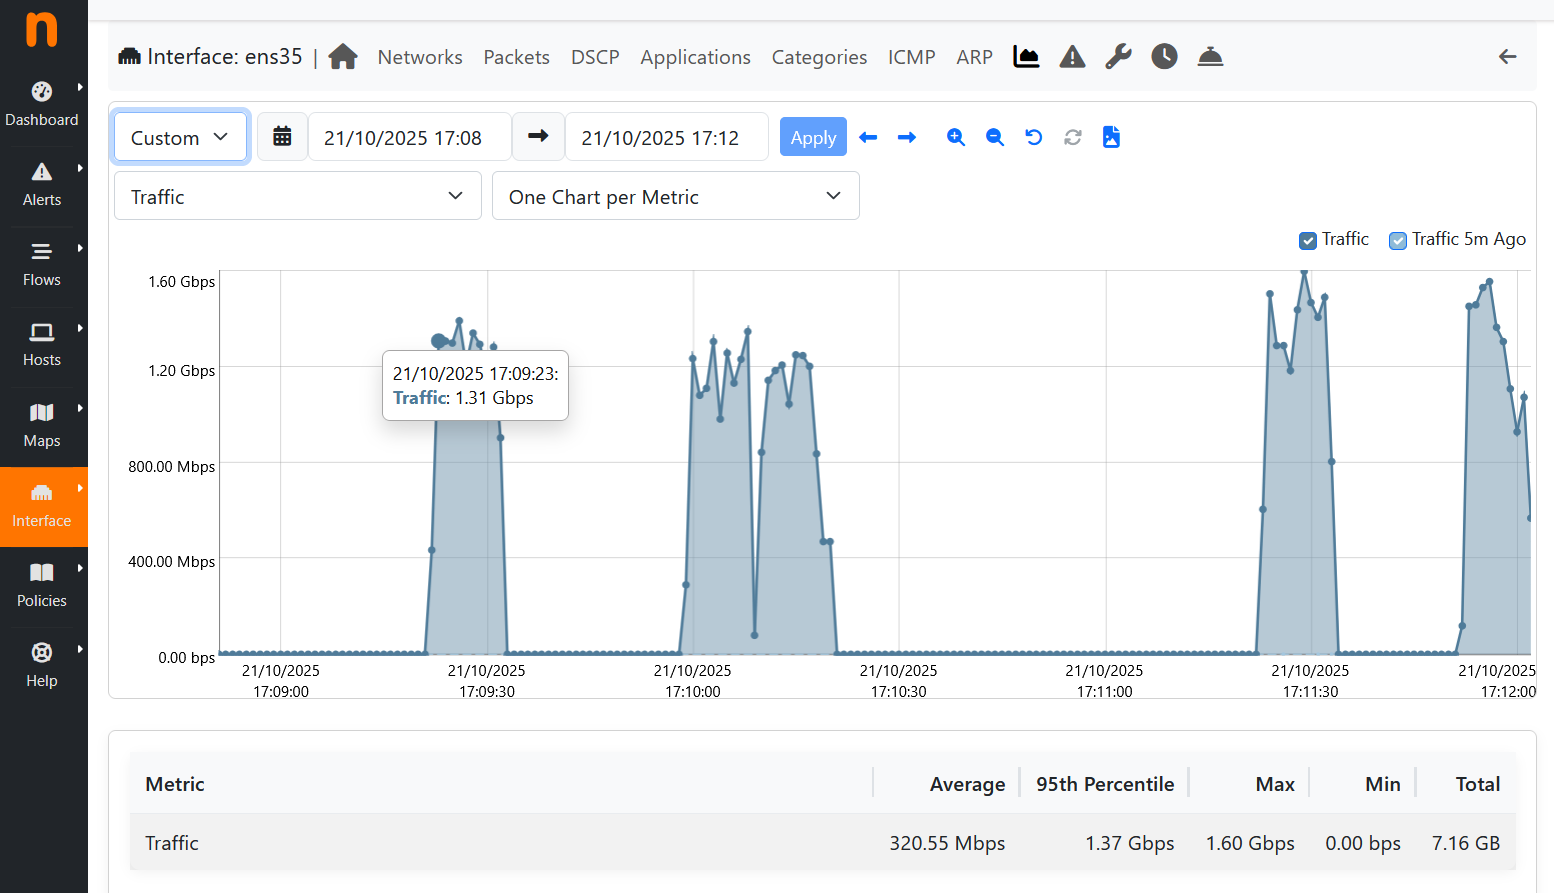 n
Dashboard
Alerts
Flows
Hosts
Maps
Interface
Policies
Help
Interface: ens35 | Networks Packets DSCP Applications Categories ICMP ARP
Custom 21/10/2025 17:08 21/10/2025 17:12 Apply
Traffic One Chart per Metric
Traffic Traffic 5m Ago
1.60 Gbps
1.20 Gbps
800.00 Mbps
400.00 Mbps
0.00 bps
21/10/2025 17:09:23:
Traffic: 1.31 Gbps
21/10/2025 21/10/2025 21/10/2025 21/10/2025 21/10/2025 21/10/2025 21/10/2025
17:09:00 17:09:30 17:10:00 17:10:30 17:11:00 17:11:30 17:12:00
Metric Average 95th Percentile Max Min Total
Traffic 320.55 Mbps 1.37 Gbps 1.60 Gbps 0.00 bps 7.16 GB